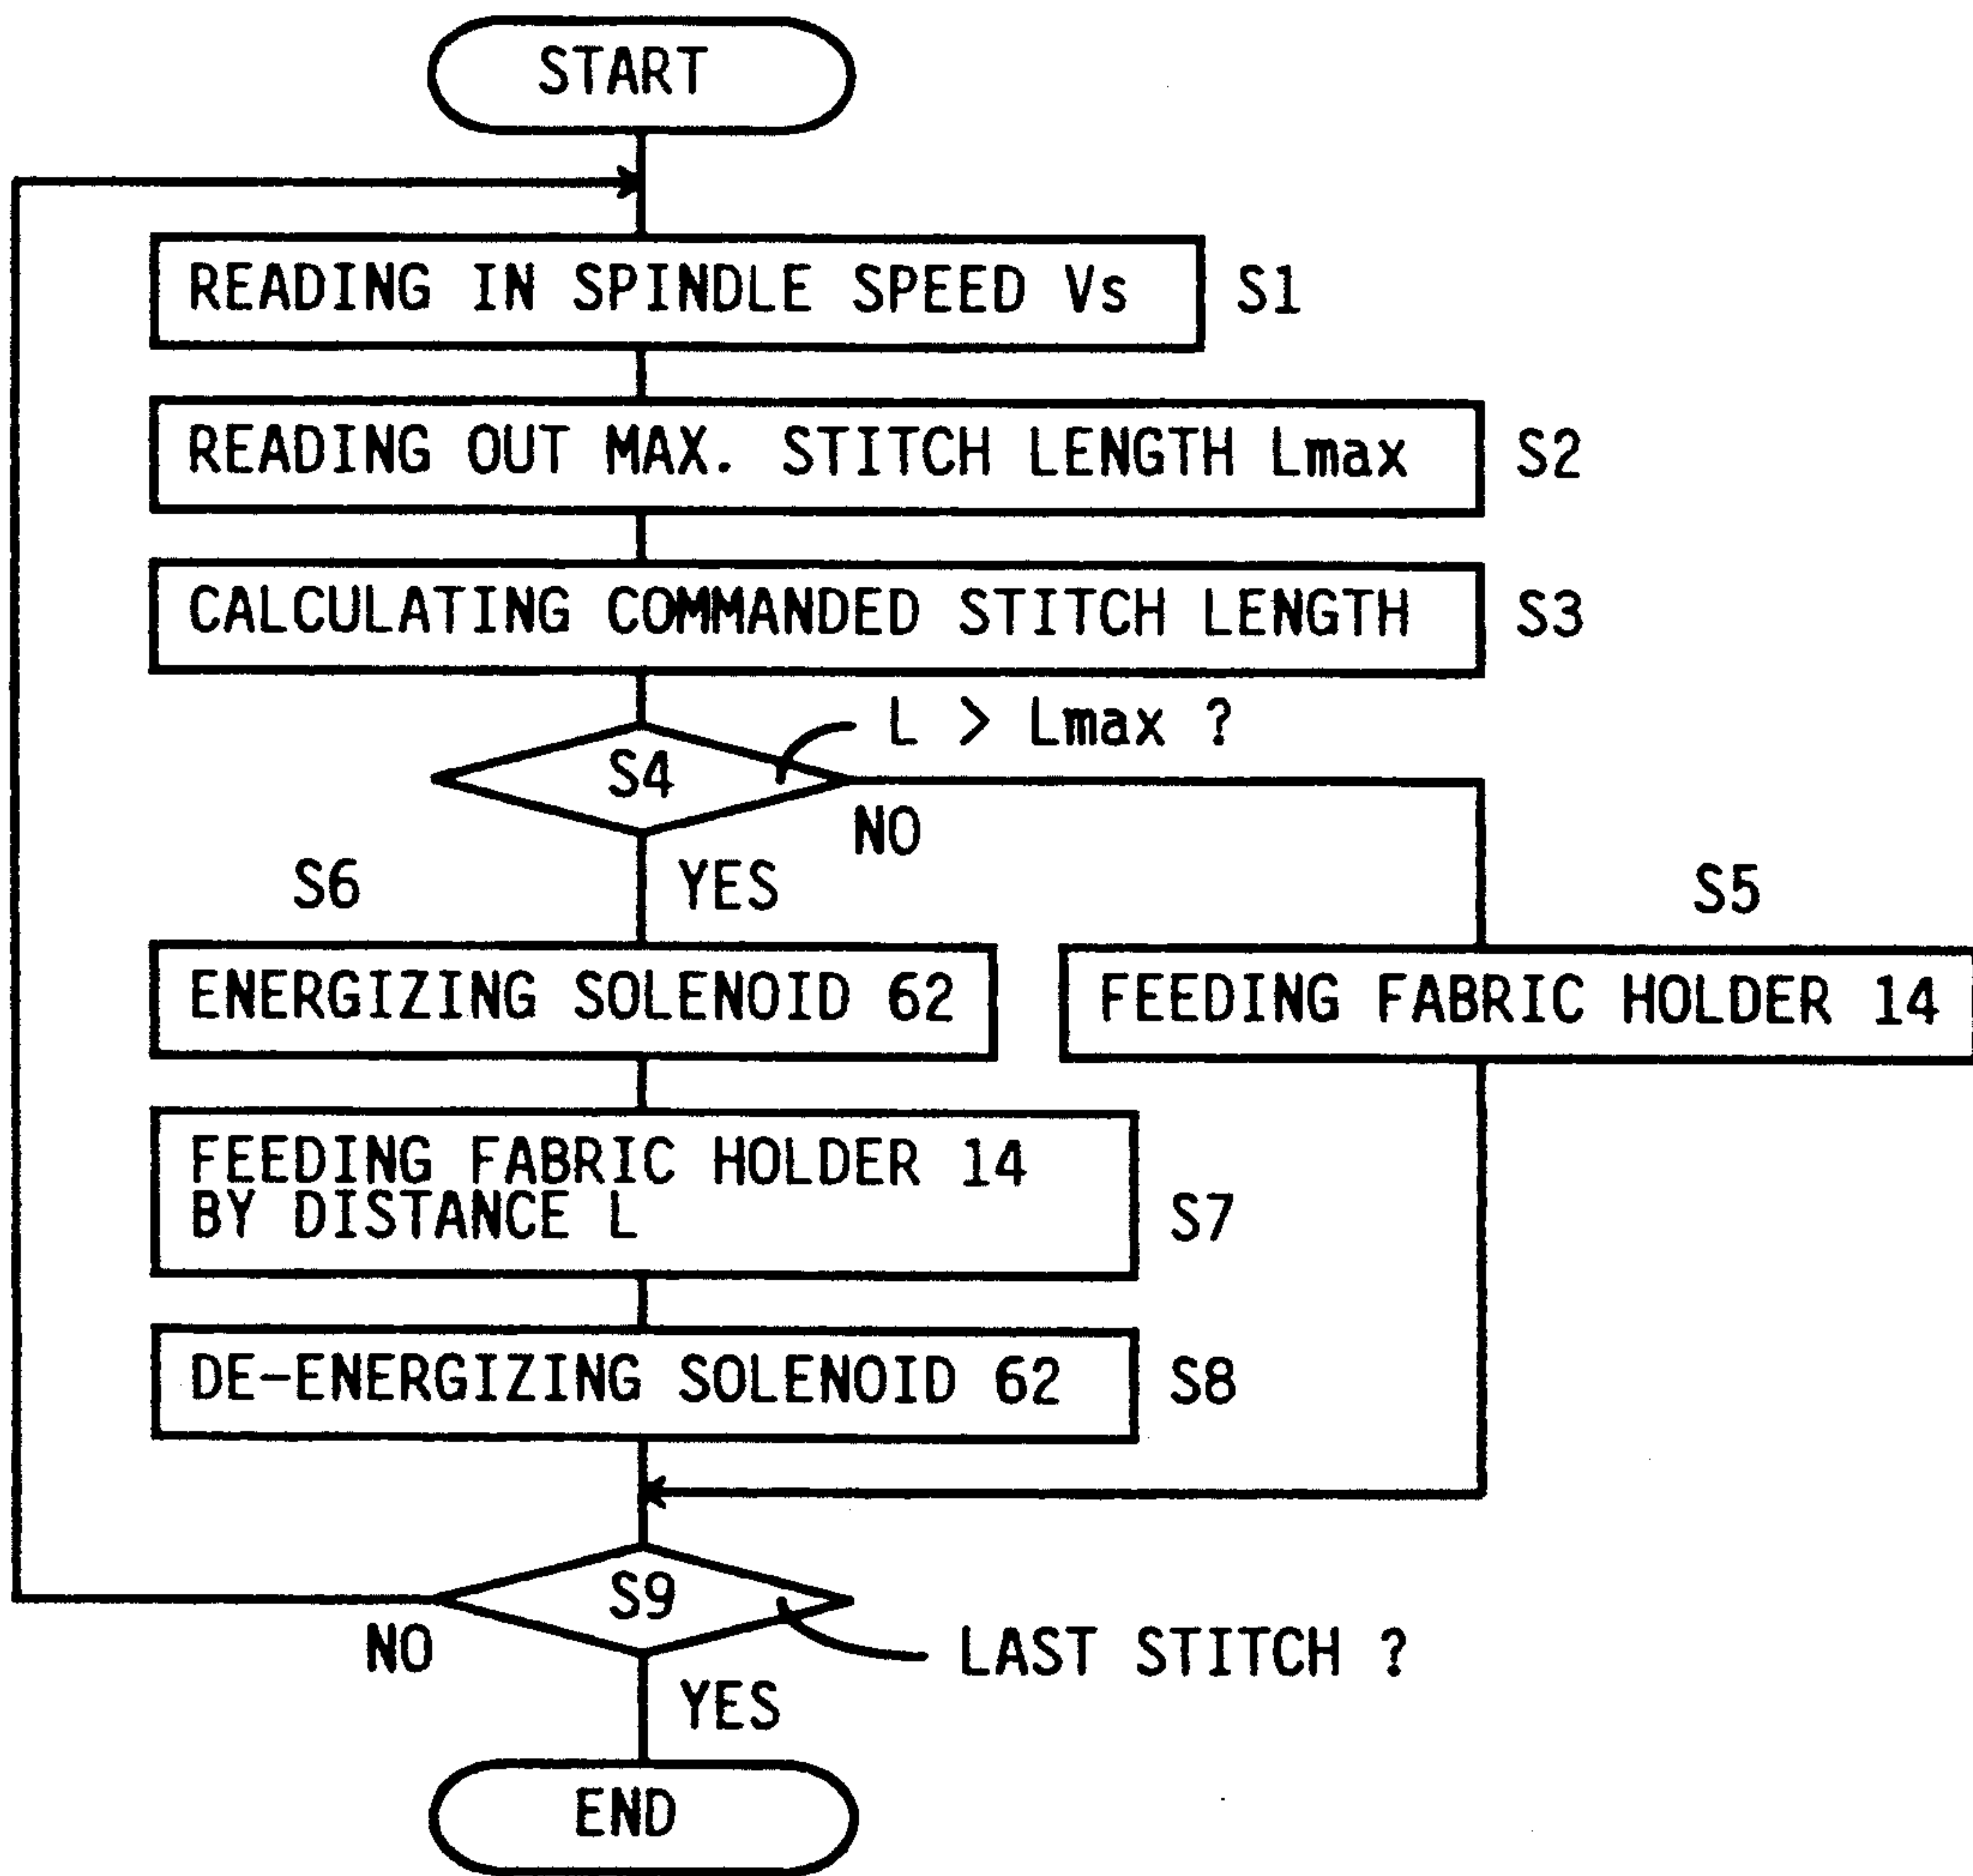 START
READING IN SPINDLE SPEED Vs
S1
READING OUT MAX. STITCH LENGTH Lmax
S2
CALCULATING COMMANDED STITCH LENGTH
S3
L > Lmax ?
S4
NO
YES
S6
S5
ENERGIZING SOLENOID 62
FEEDING FABRIC HOLDER 14
FEEDING FABRIC HOLDER 14
BY DISTANCE L
S7
DE-ENERGIZING SOLENOID 62
S8
S9
NO
LAST STITCH ?
YES
END